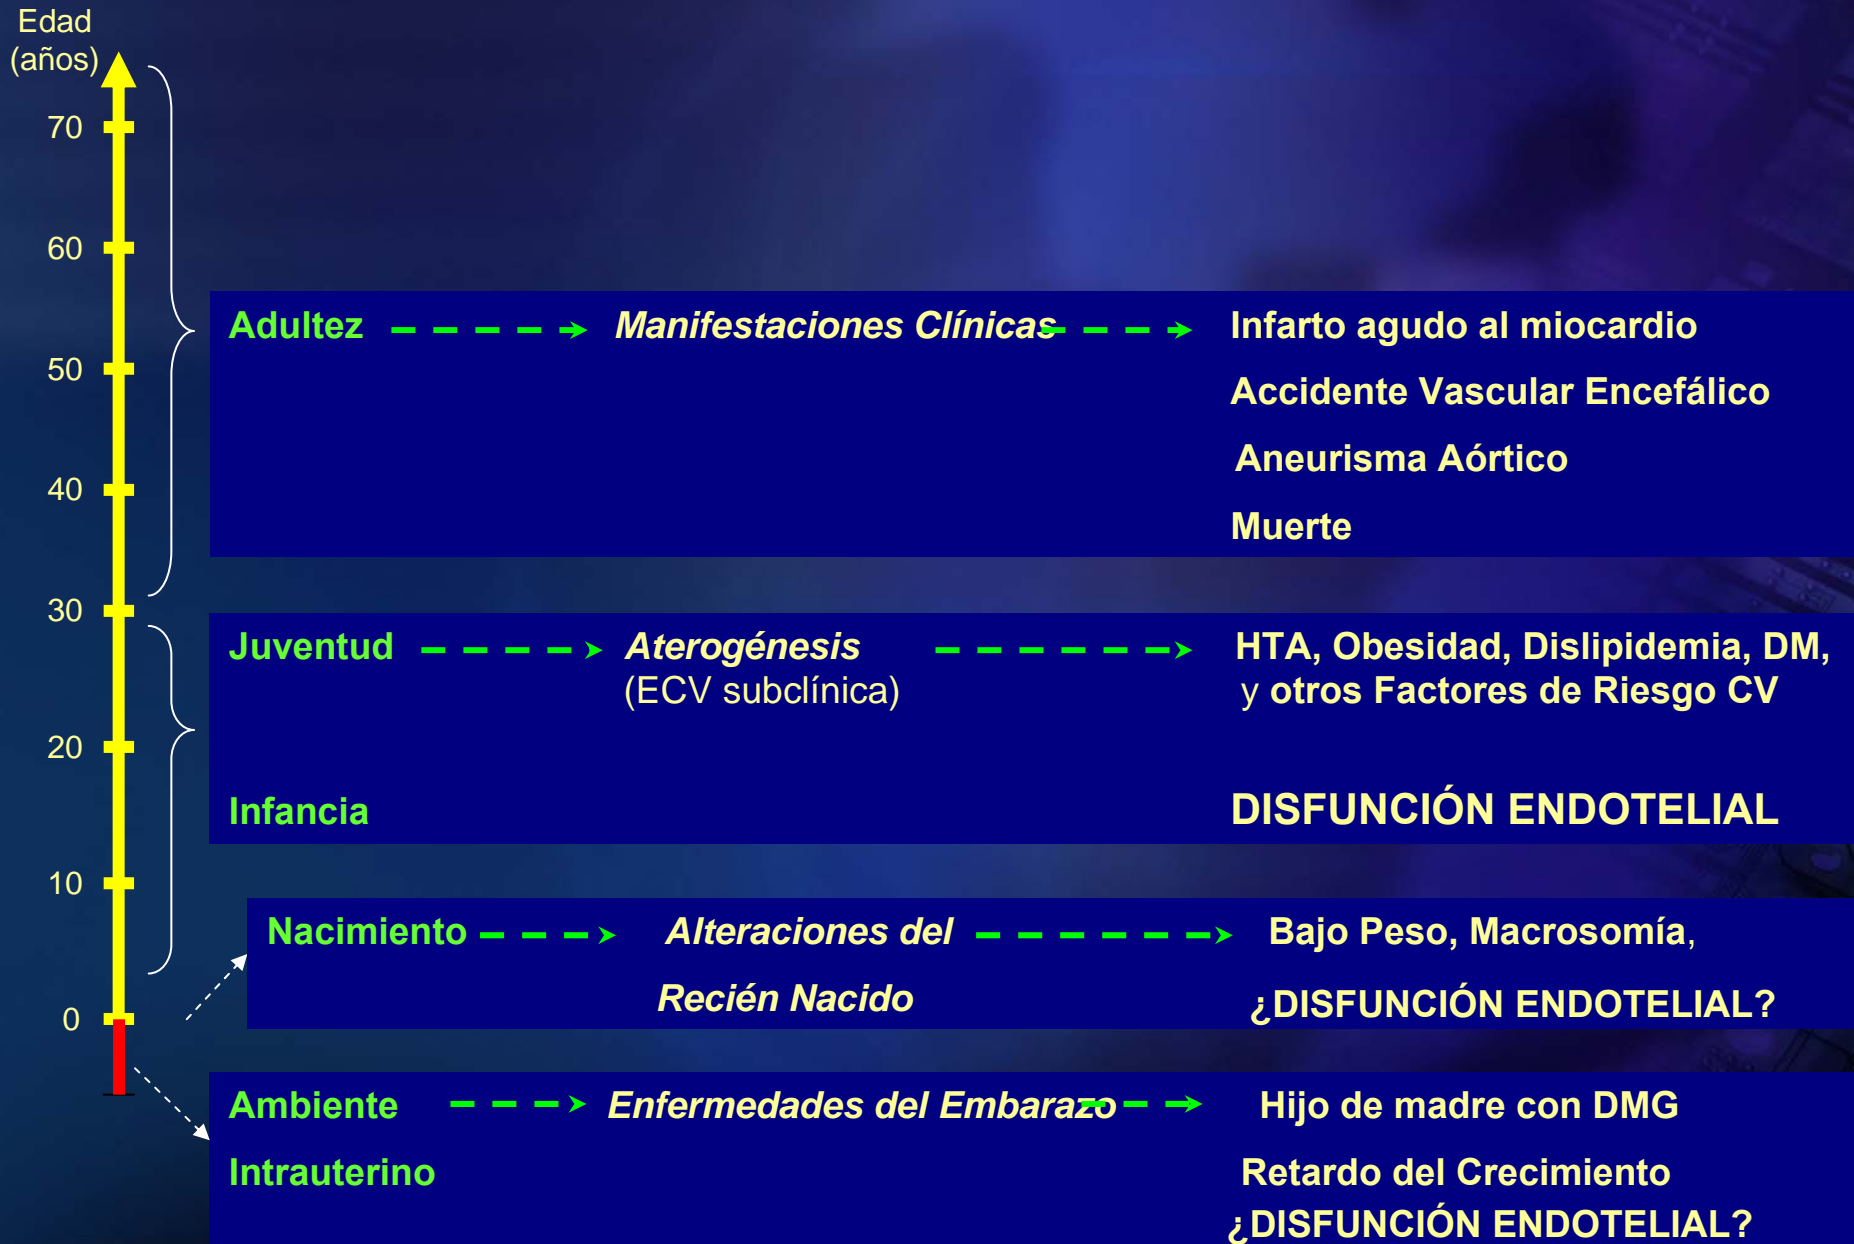 Edad
(años)
70
60
Adultez Manifestaciones Clínicas Infarto agudo al miocardio
50
Accidente Vascular Encefálico
Aneurisma Aórtico
40
Muerte
30
Juventud Aterogénesis HTA, Obesidad, Dislipidemia, DM,
(ECV subclínica) y otros Factores de Riesgo CV
20
Infancia DISFUNCIÓN ENDOTELIAL
10
Nacimiento Alteraciones del Bajo Peso, Macrosomía,
Recién Nacido ¿DISFUNCIÓN ENDOTELIAL?
0
Ambiente Enfermedades del Embarazo Hijo de madre con DMG
Intrauterino Retardo del Crecimiento
¿DISFUNCIÓN ENDOTELIAL?